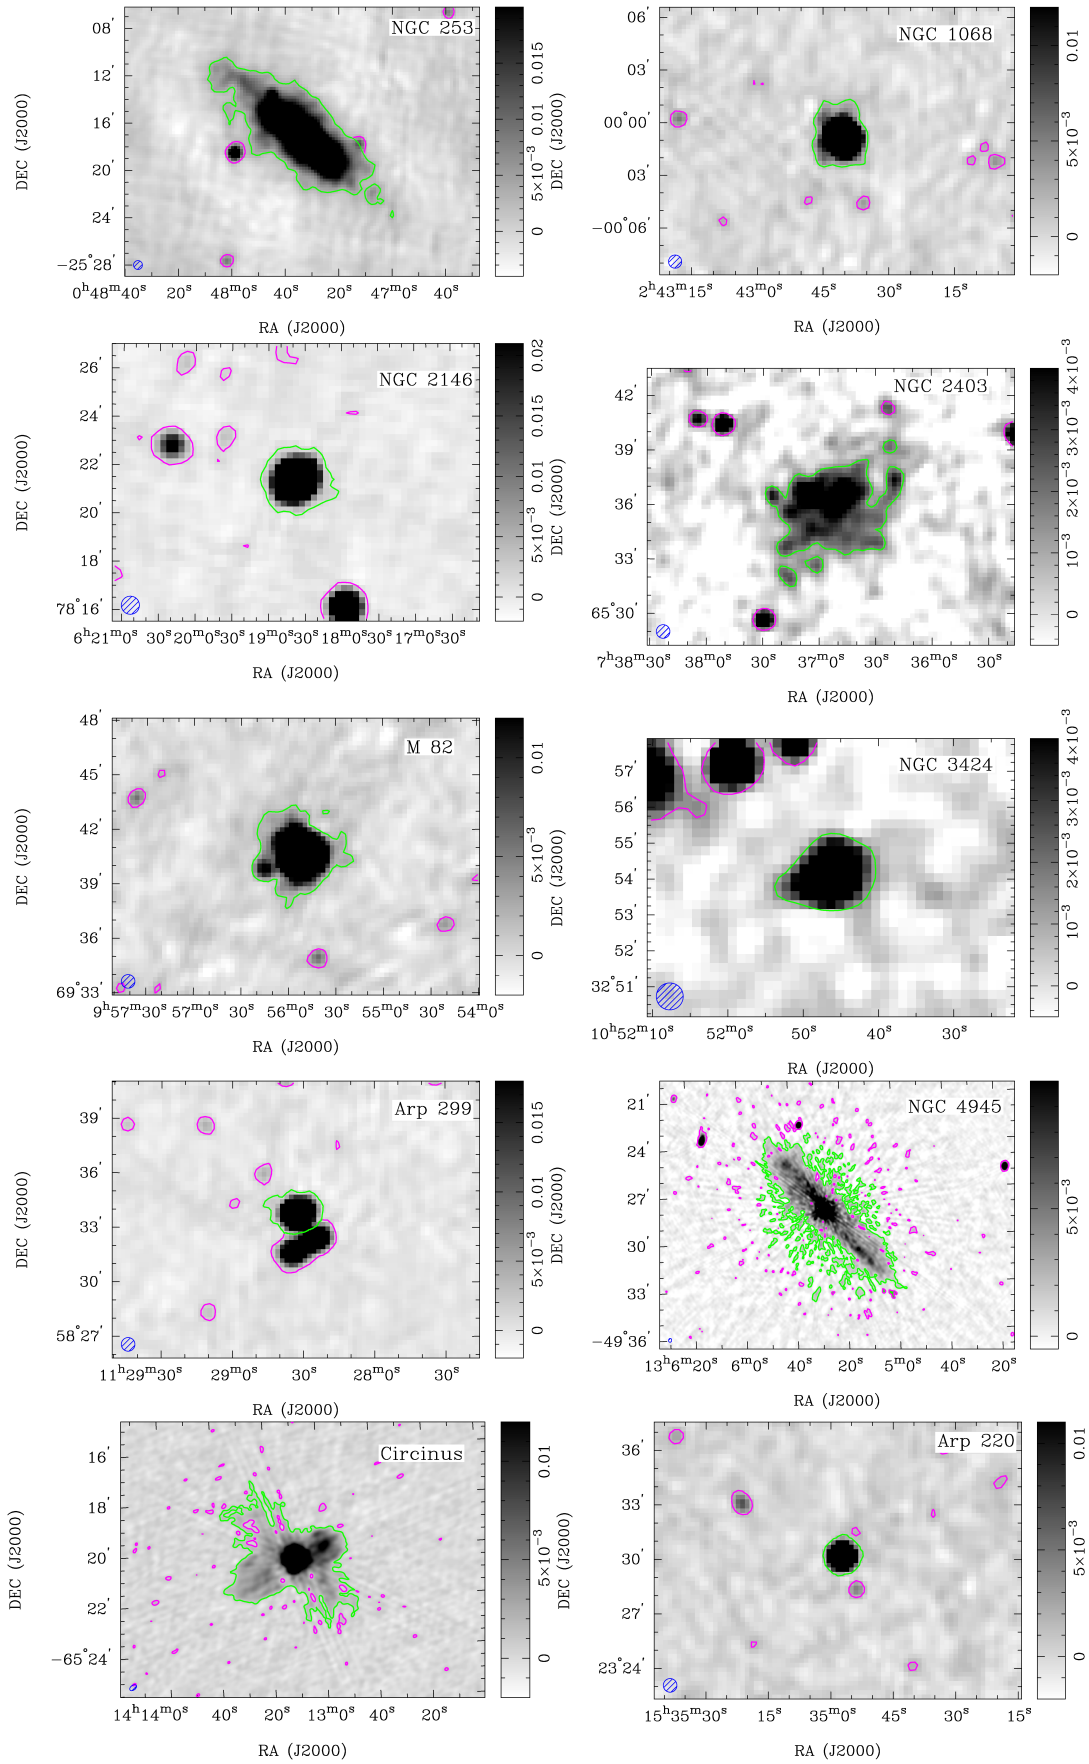 NGC 253
08′
12′
16′
20′
24′
−25°28′
0ʰ48ᵐ40ˢ 20ˢ 48ᵐ0ˢ 40ˢ 20ˢ 47ᵐ0ˢ 40ˢ
RA (J2000)
DEC (J2000)
0 5×10⁻³ 0.01 0.015
NGC 1068
06′
03′
00°00′
03′
−00°06′
2ʰ43ᵐ15ˢ 43ᵐ0ˢ 45ˢ 30ˢ 15ˢ
RA (J2000)
DEC (J2000)
0 5×10⁻³ 0.01
NGC 2146
26′
24′
22′
20′
18′
78°16′
6ʰ21ᵐ0ˢ 30ˢ 20ᵐ0ˢ 30ˢ 19ᵐ0ˢ 30ˢ 18ᵐ0ˢ 30ˢ 17ᵐ0ˢ 30ˢ
RA (J2000)
DEC (J2000)
0 5×10⁻³ 0.01 0.015 0.02
NGC 2403
42′
39′
36′
33′
65°30′
7ʰ38ᵐ30ˢ 38ᵐ0ˢ 30ˢ 37ᵐ0ˢ 30ˢ 36ᵐ0ˢ 30ˢ
RA (J2000)
DEC (J2000)
0 10⁻³ 2×10⁻³ 3×10⁻³ 4×10⁻³
M 82
48′
45′
42′
39′
36′
69°33′
9ʰ57ᵐ30ˢ 57ᵐ0ˢ 30ˢ 56ᵐ0ˢ 30ˢ 55ᵐ0ˢ 30ˢ 54ᵐ0ˢ
RA (J2000)
DEC (J2000)
0 5×10⁻³ 0.01
NGC 3424
57′
56′
55′
54′
53′
52′
32°51′
10ʰ52ᵐ10ˢ 52ᵐ0ˢ 50ˢ 40ˢ 30ˢ
RA (J2000)
DEC (J2000)
0 10⁻³ 2×10⁻³ 3×10⁻³ 4×10⁻³
Arp 299
39′
36′
33′
30′
58°27′
11ʰ29ᵐ30ˢ 29ᵐ0ˢ 30ˢ 28ᵐ0ˢ 30ˢ
RA (J2000)
DEC (J2000)
0 5×10⁻³ 0.01 0.015
NGC 4945
21′
24′
27′
30′
33′
−49°36′
13ʰ6ᵐ20ˢ 6ᵐ0ˢ 40ˢ 20ˢ 5ᵐ0ˢ 40ˢ 20ˢ
RA (J2000)
DEC (J2000)
0 5×10⁻³
Circinus
16′
18′
20′
22′
−65°24′
14ʰ14ᵐ0ˢ 40ˢ 20ˢ 13ᵐ0ˢ 40ˢ 20ˢ
RA (J2000)
DEC (J2000)
0 5×10⁻³ 0.01
Arp 220
36′
33′
30′
27′
23°24′
15ʰ35ᵐ30ˢ 15ˢ 35ᵐ0ˢ 45ˢ 30ˢ 15ˢ
RA (J2000)
DEC (J2000)
0 5×10⁻³ 0.01